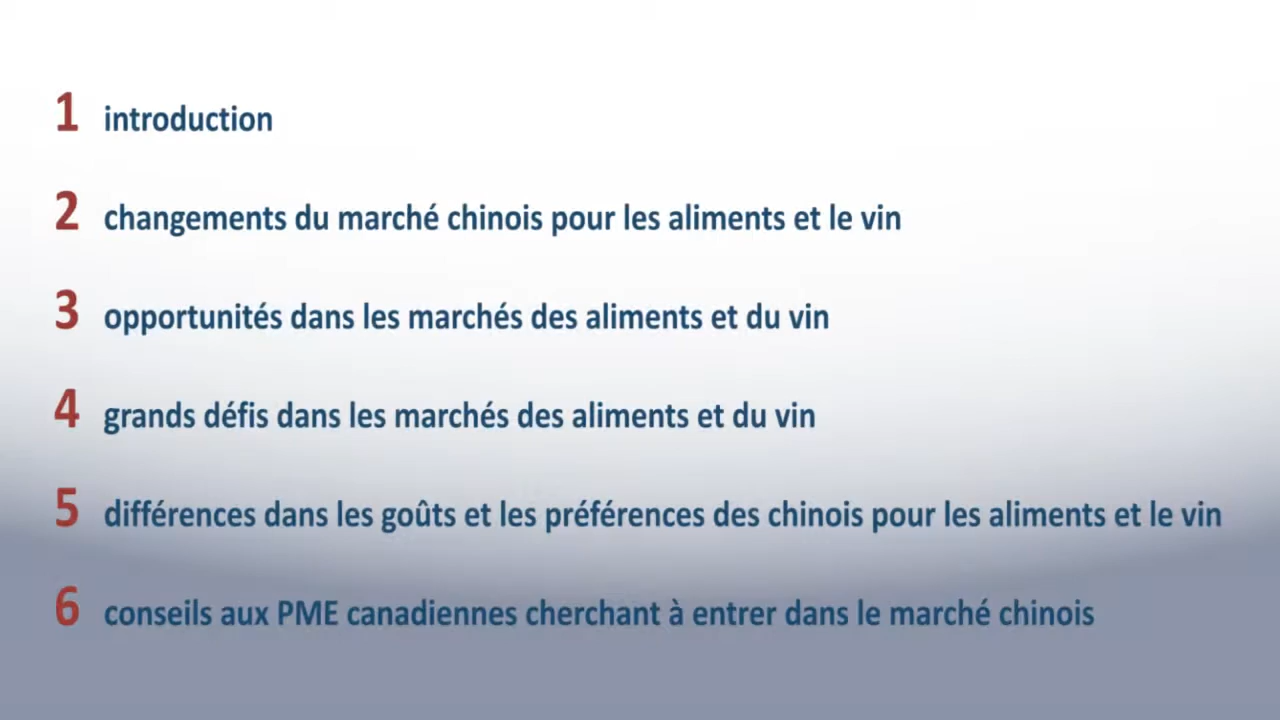 1 introduction
2 changements du marché chinois pour les aliments et le vin
3 opportunités dans les marchés des aliments et du vin
4 grands défis dans les marchés des aliments et du vin
5 différences dans les goûts et les préférences des chinois pour les aliments et le vin
6 conseils aux PME canadiennes cherchant à entrer dans le marché chinois